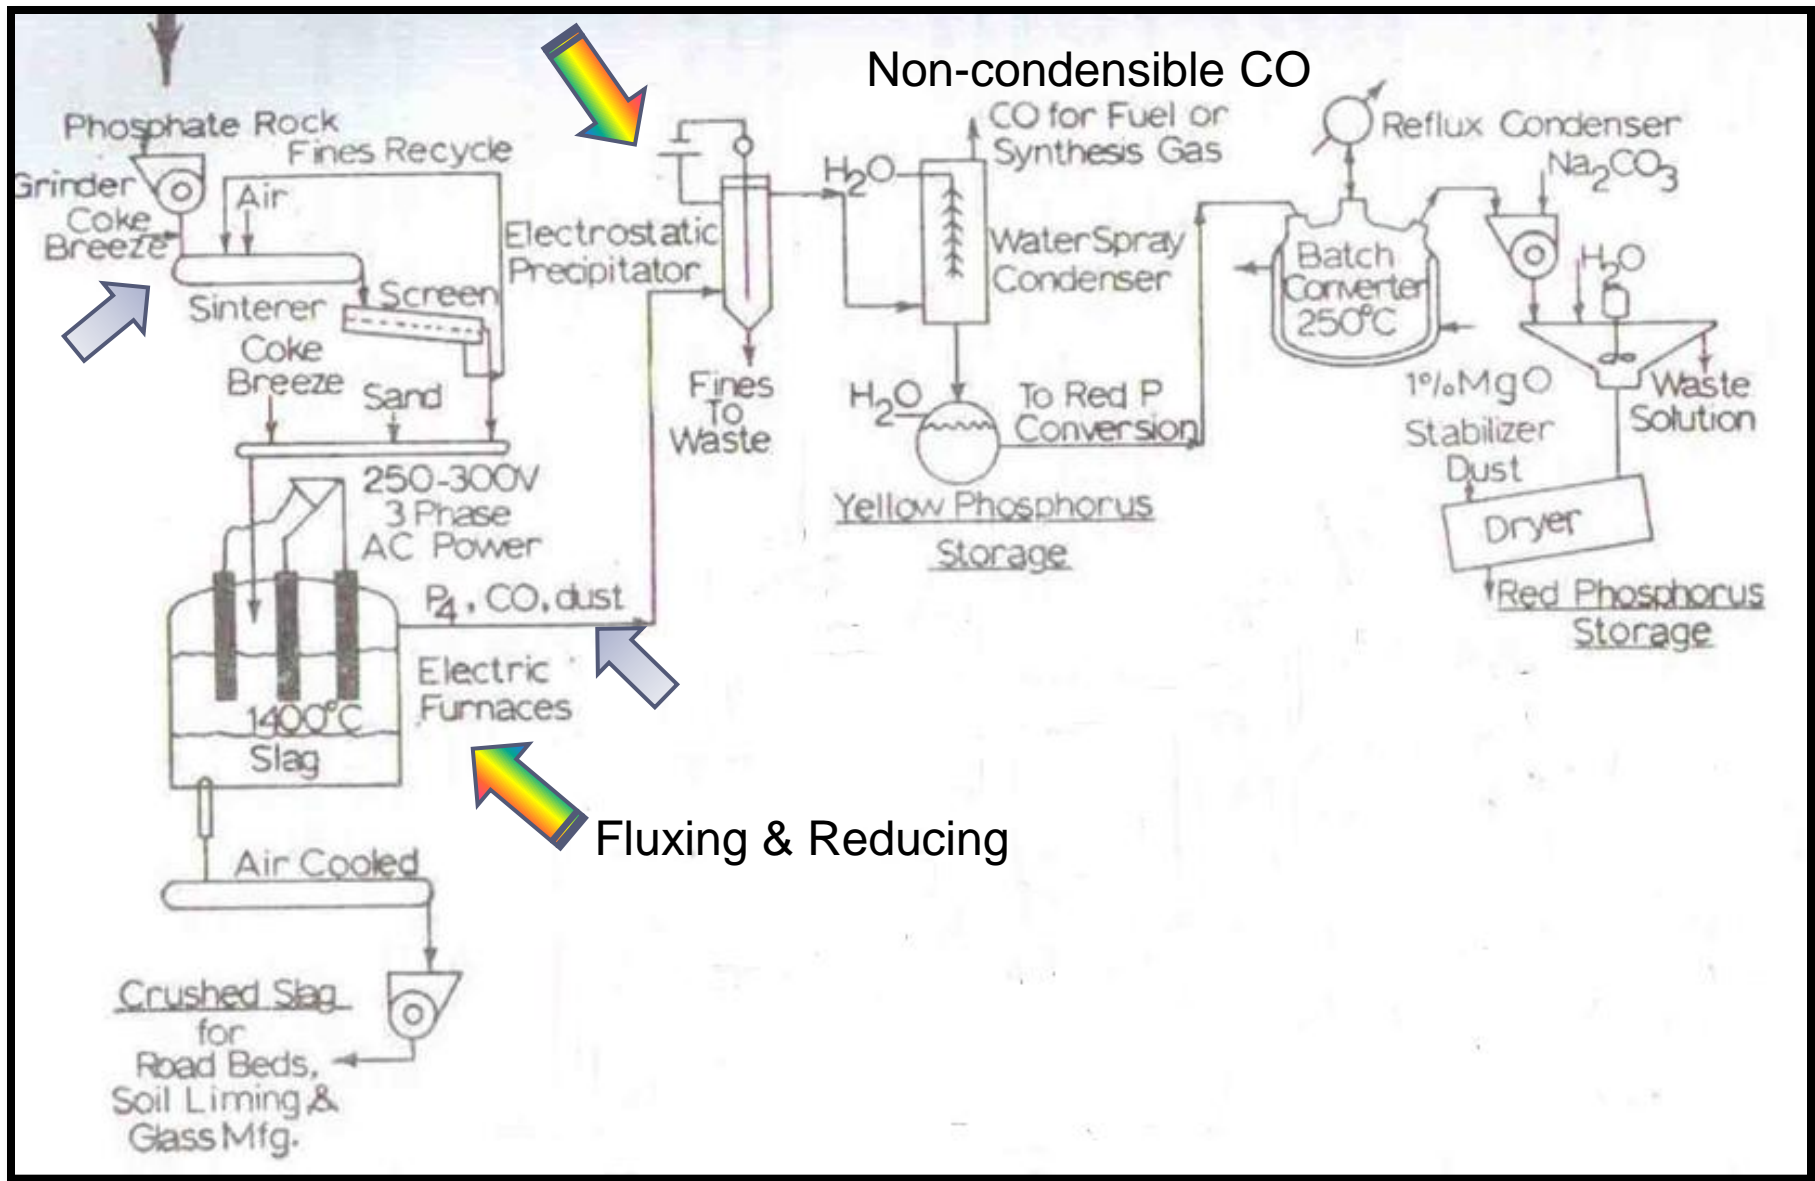 Non-condensible CO
Phosphate Rock
Fines Recycle
Grinder
Coke
Breeze
Air
Sinterer
Screen
Coke
Breeze
Sand
250-300V
3 Phase
AC Power
P4, CO, dust
Electric
Furnaces
1400°C
Slag
Fluxing & Reducing
Air Cooled
Crushed Slag
for
Road Beds,
Soil Liming &
Glass Mfg.
Electrostatic
Precipitator
Fines
To
Waste
H2O
CO for Fuel or
Synthesis Gas
Water Spray
Condenser
H2O
To Red P
Conversion
Yellow Phosphorus
Storage
Reflux Condenser
Na2CO3
Batch
Converter
250°C
H2O
1% MgO
Stabilizer
Dust
Waste
Solution
Dryer
Red Phosphorus
Storage